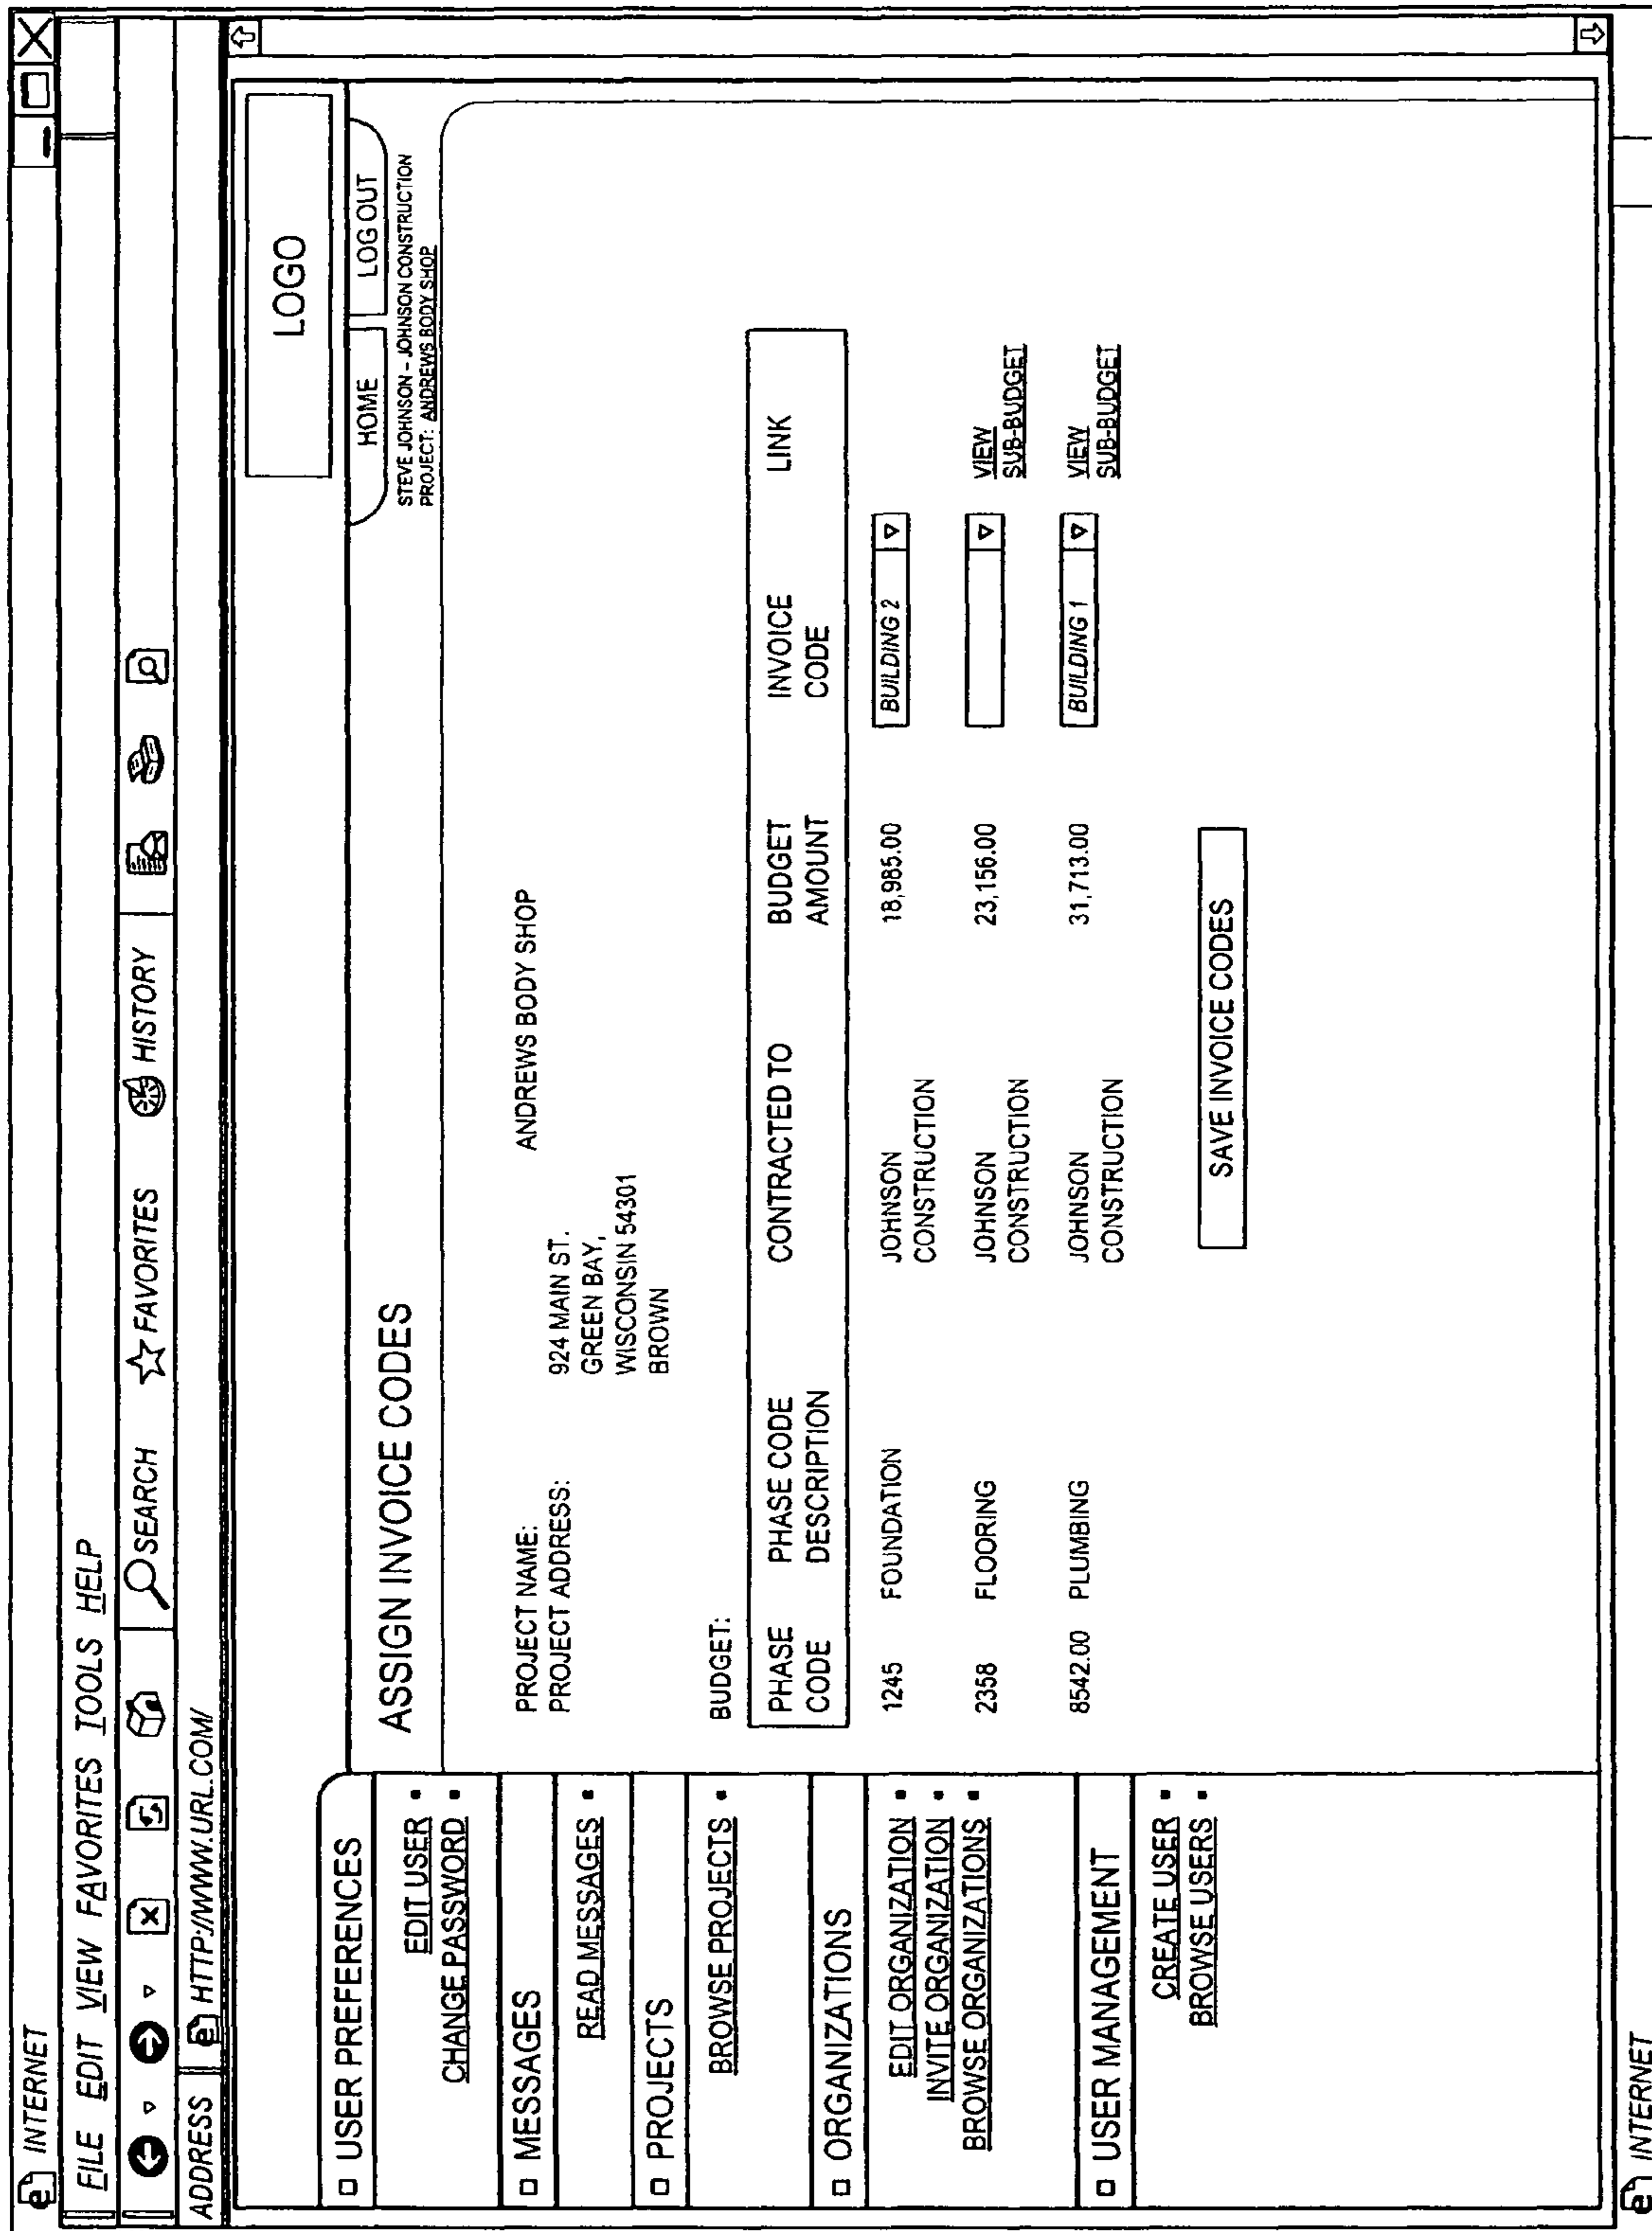 INTERNET
FILE EDIT VIEW FAVORITES TOOLS HELP
SEARCH FAVORITES HISTORY
ADDRESS HTTP://WWW.URL.COM/
LOGO
HOME LOG OUT
STEVE JOHNSON - JOHNSON CONSTRUCTION
PROJECT: ANDREWS BODY SHOP
USER PREFERENCES
EDIT USER
CHANGE PASSWORD
MESSAGES
READ MESSAGES
PROJECTS
BROWSE PROJECTS
ORGANIZATIONS
EDIT ORGANIZATION
INVITE ORGANIZATION
BROWSE ORGANIZATIONS
USER MANAGEMENT
CREATE USER
BROWSE USERS
ASSIGN INVOICE CODES
PROJECT NAME: ANDREWS BODY SHOP
PROJECT ADDRESS: 924 MAIN ST.
GREEN BAY,
WISCONSIN 54301
BROWN
BUDGET:
PHASE PHASE CODE CONTRACTED TO BUDGET INVOICE LINK
CODE DESCRIPTION AMOUNT CODE
1245 FOUNDATION JOHNSON 18,985.00 BUILDING 2
CONSTRUCTION
2358 FLOORING JOHNSON 23,156.00 VIEW
CONSTRUCTION SUB-BUDGET
8542.00 PLUMBING JOHNSON 31,713.00 BUILDING 1 VIEW
CONSTRUCTION SUB-BUDGET
SAVE INVOICE CODES
INTERNET